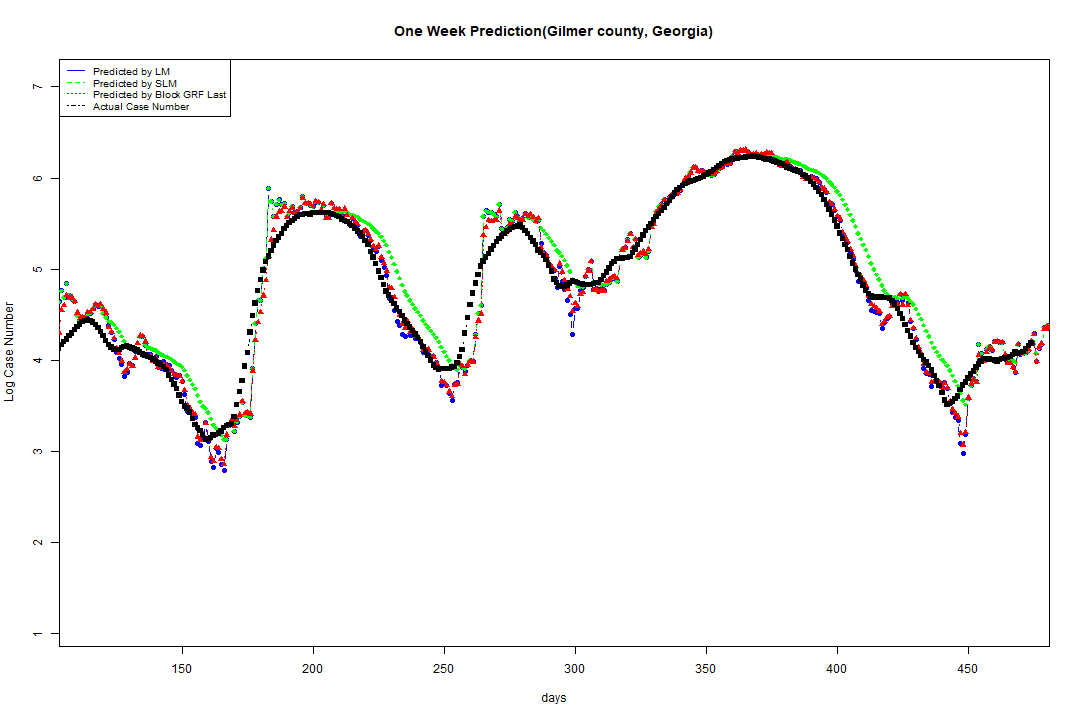 One Week Prediction(Gilmer county, Georgia)
Predicted by LM
Predicted by SLM
Predicted by Block GRF Last
Actual Case Number
Log Case Number
7
6
5
4
3
2
1
150 200 250 300 350 400 450
days